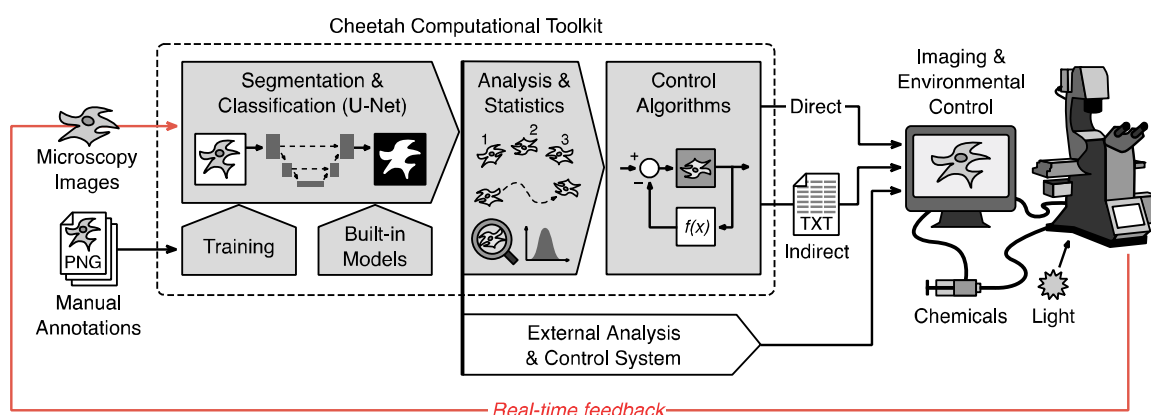 Cheetah Computational Toolkit
Segmentation &
Classification (U-Net)
Analysis &
Statistics
1
2
3
Control
Algorithms
+
−
f(x)
Direct
Imaging &
Environmental
Control
Microscopy
Images
PNG
Manual
Annotations
Training
Built-in
Models
TXT
Indirect
External Analysis
& Control System
Chemicals
Light
Real-time feedback